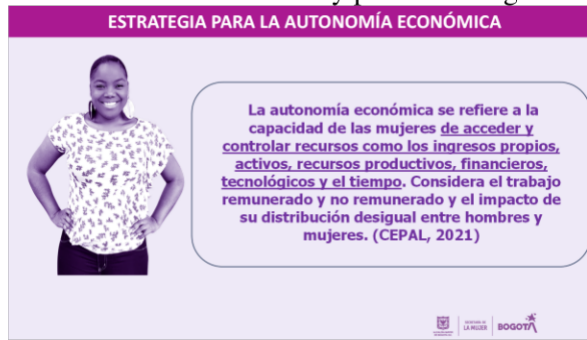 ESTRATEGIA PARA LA AUTONOMÍA ECONÓMICA
La autonomía económica se refiere a la
capacidad de las mujeres de acceder y
controlar recursos como los ingresos propios,
activos, recursos productivos, financieros,
tecnológicos y el tiempo. Considera el trabajo
remunerado y no remunerado y el impacto de
su distribución desigual entre hombres y
mujeres. (CEPAL, 2021)
LA MUJER
BOGOTÁ